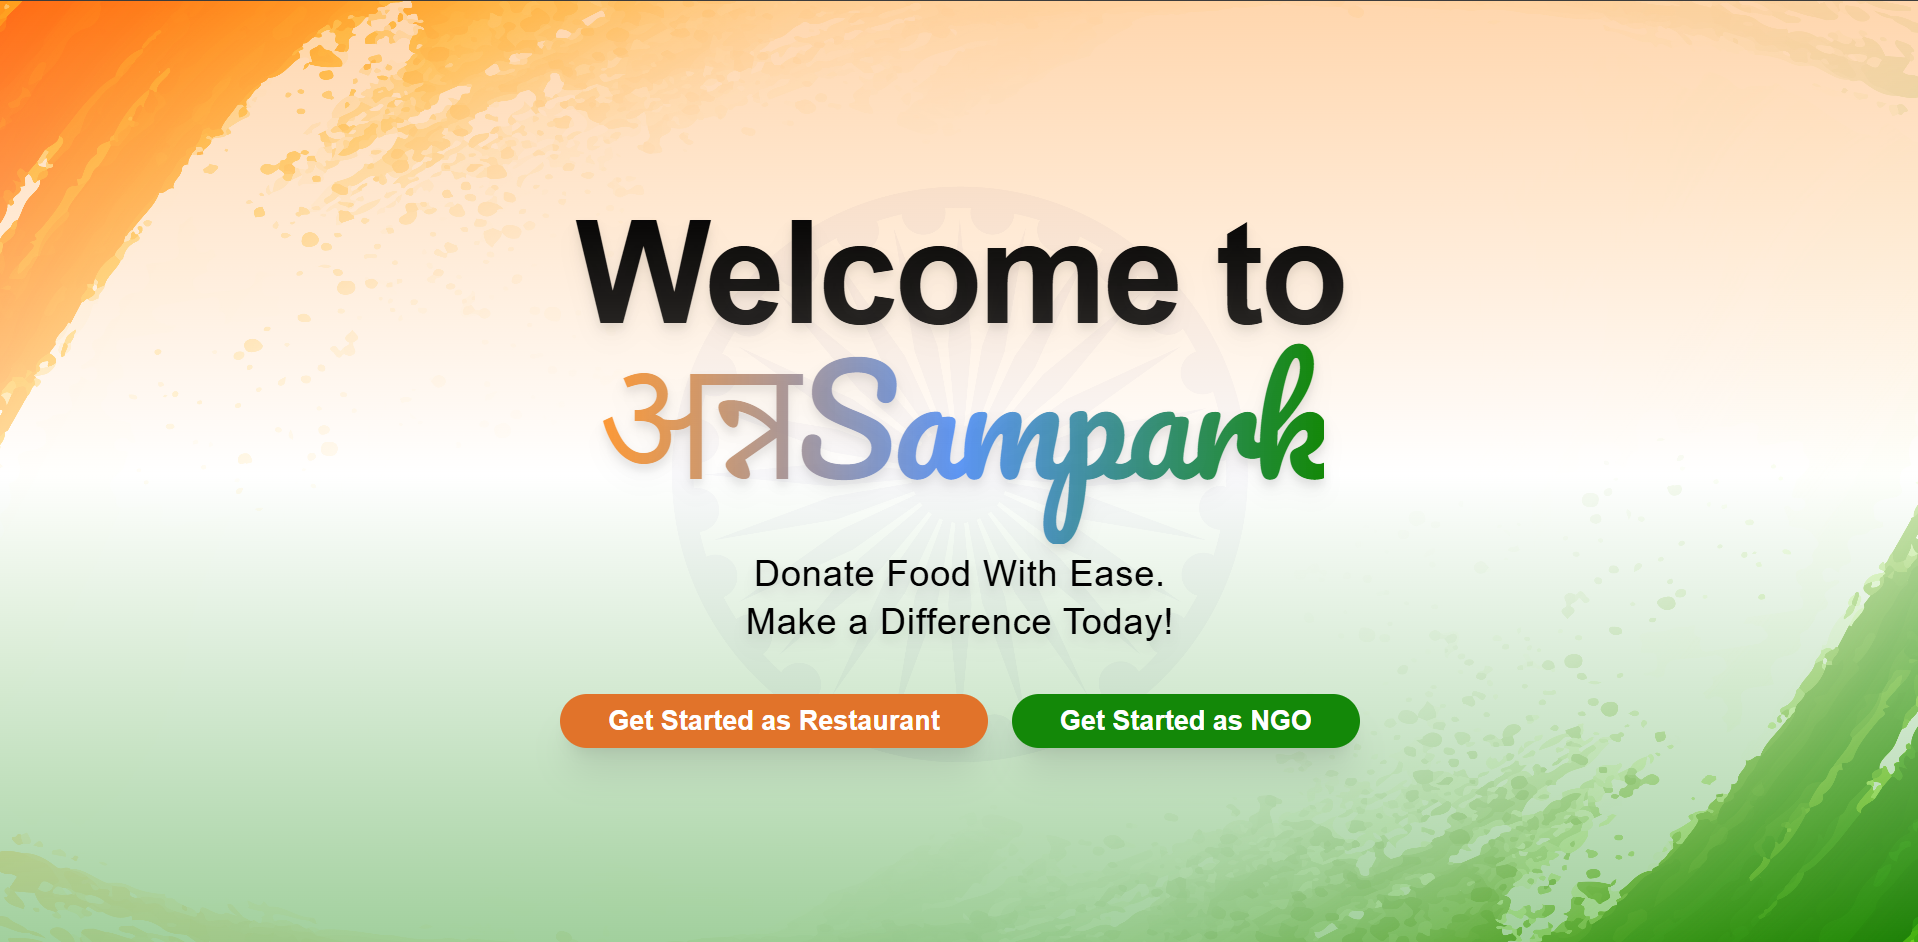 Welcome to
अन्नSampark
Donate Food With Ease.
Make a Difference Today!
Get Started as Restaurant
Get Started as NGO